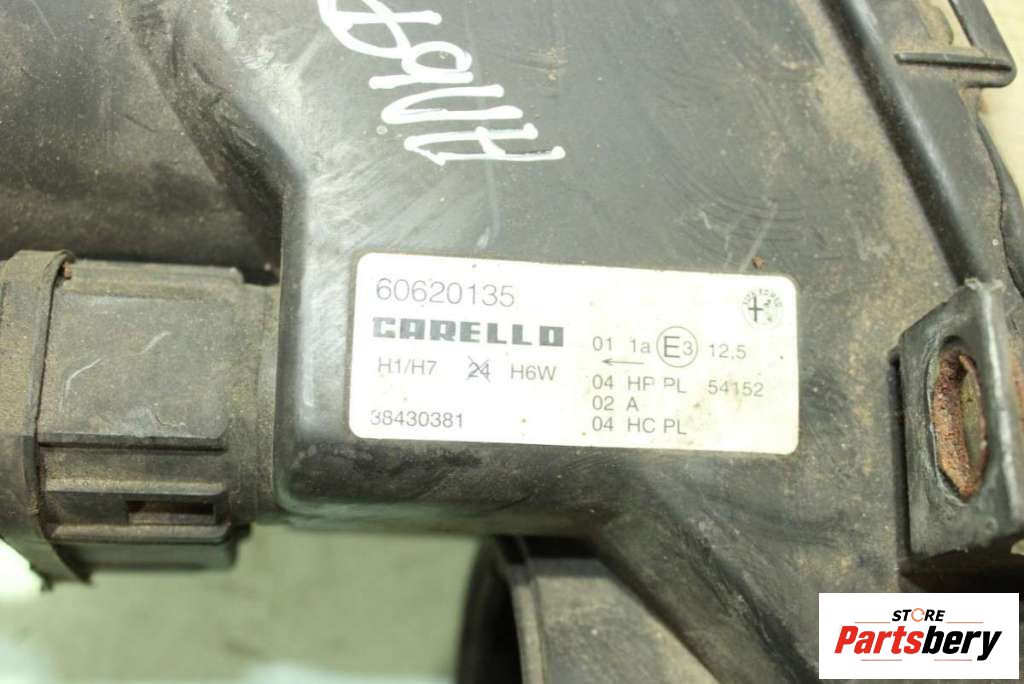 60620135
CARELLO
H1/H7 24 H6W
38430381
01 1a E3 12.5
04 HR PL 54152
02 A
04 HC PL
STORE
Partsbery